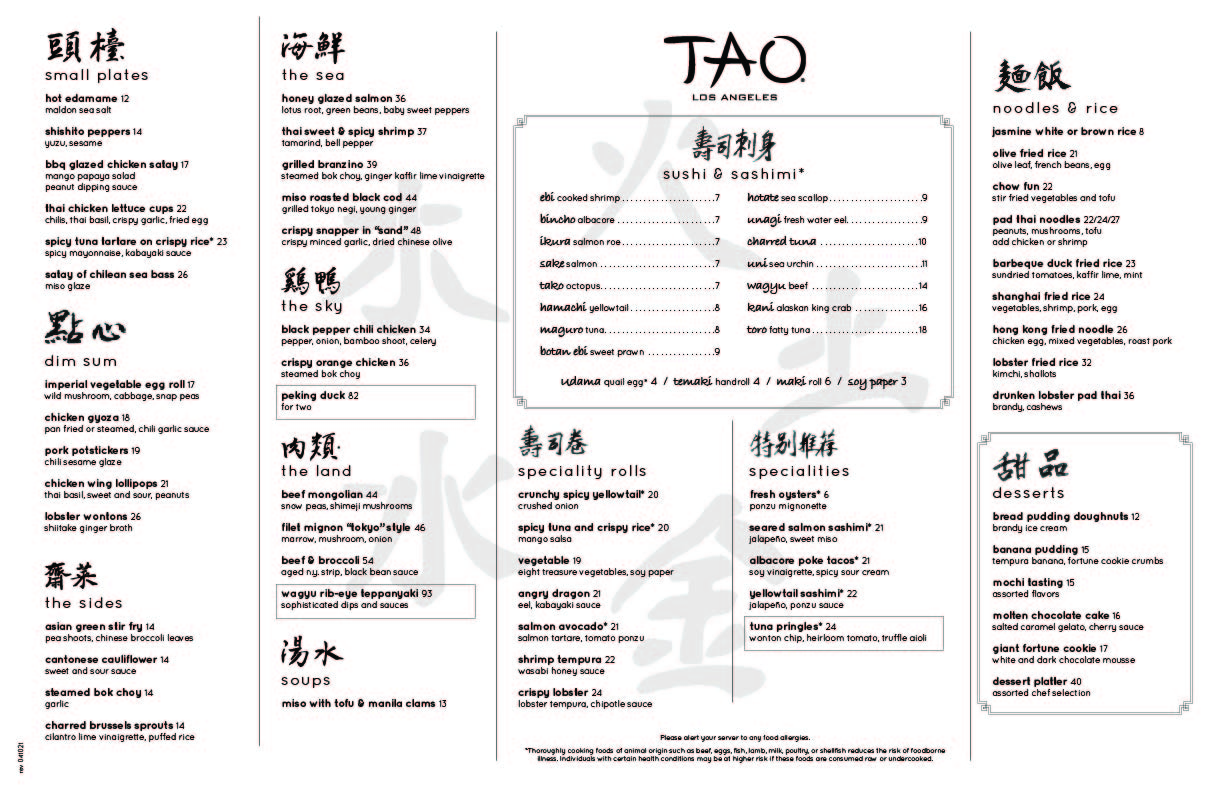 頭檯
small plates
hot edamame 12
maldon sea salt
shishito peppers 14
yuzu, sesame
bbq glazed chicken satay 17
mango papaya salad
peanut dipping sauce
thai chicken lettuce cups 22
chilis, thai basil, crispy garlic, fried egg
spicy tuna tartare on crispy rice* 23
spicy mayonnaise, kabayaki sauce
satay of chilean sea bass 26
miso glaze
點心
dim sum
imperial vegetable egg roll 17
wild mushroom, cabbage, snap peas
chicken gyoza 18
pan fried or steamed, chili garlic sauce
pork potstickers 19
chili sesame glaze
chicken wing lollipops 21
thai basil, sweet and sour, peanuts
lobster wontons 26
shiitake ginger broth
齋菜
the sides
asian green stir fry 14
pea shoots, chinese broccoli leaves
cantonese cauliflower 14
sweet and sour sauce
steamed bok choy 14
garlic
charred brussels sprouts 14
cilantro lime vinaigrette, puffed rice
rev. 041021
海鮮
the sea
honey glazed salmon 36
lotus root, green beans, baby sweet peppers
thai sweet & spicy shrimp 37
tamarind, bell pepper
grilled branzino 39
steamed bok choy, ginger kaffir lime vinaigrette
miso roasted black cod 44
grilled tokyo negi, young ginger
crispy snapper in “sand” 48
crispy minced garlic, dried chinese olive
鷄鴨
the sky
black pepper chili chicken 34
pepper, onion, bamboo shoot, celery
crispy orange chicken 36
steamed bok choy
peking duck 82
for two
肉類
the land
beef mongolian 44
snow peas, shimeji mushrooms
filet mignon “tokyo” style 46
marrow, mushroom, onion
beef & broccoli 54
aged ny. strip, black bean sauce
wagyu rib-eye teppanyaki 93
sophisticated dips and sauces
湯水
soups
miso with tofu & manila clams 13
TAO
LOS ANGELES
壽司刺身
sushi & sashimi*
ebi cooked shrimp......................7
bincho albacore........................7
ikura salmon roe.......................7
sake salmon............................7
tako octopus...........................7
hamachi yellowtail.....................8
maguro tuna............................8
botan ebi sweet prawn..................9
hotate sea scallop.....................9
unagi fresh water eel..................9
charred tuna..........................10
uni sea urchin........................11
wagyu beef............................14
kani alaskan king crab................16
toro fatty tuna.......................18
udama quail egg* 4 / temaki handroll 4 / maki roll 6 / soy paper 3
壽司卷
speciality rolls
crunchy spicy yellowtail* 20
crushed onion
spicy tuna and crispy rice* 20
mango salsa
vegetable 19
eight treasure vegetables, soy paper
angry dragon 21
eel, kabayaki sauce
salmon avocado* 21
salmon tartare, tomato ponzu
shrimp tempura 22
wasabi honey sauce
crispy lobster 24
lobster tempura, chipotle sauce
特别推荐
specialities
fresh oysters* 6
ponzu mignonette
seared salmon sashimi* 21
jalapeño, sweet miso
albacore poke tacos* 21
soy vinaigrette, spicy sour cream
yellowtail sashimi* 22
jalapeño, ponzu sauce
tuna pringles* 24
wonton chip, heirloom tomato, truffle aioli
Please alert your server to any food allergies.
*Thoroughly cooking foods of animal origin such as beef, eggs, fish, lamb, milk, poultry, or shellfish reduces the risk of foodborne
illness. Individuals with certain health conditions may be at higher risk if these foods are consumed raw or undercooked.
麵飯
noodles & rice
jasmine white or brown rice 8
olive fried rice 21
olive leaf, french beans, egg
chow fun 22
stir fried vegetables and tofu
pad thai noodles 22/24/27
peanuts, mushrooms, tofu
add chicken or shrimp
barbeque duck fried rice 23
sundried tomatoes, kaffir lime, mint
shanghai fried rice 24
vegetables, shrimp, pork, egg
hong kong fried noodle 26
chicken egg, mixed vegetables, roast pork
lobster fried rice 32
kimchi, shallots
drunken lobster pad thai 36
brandy, cashews
甜品
desserts
bread pudding doughnuts 12
brandy ice cream
banana pudding 15
tempura banana, fortune cookie crumbs
mochi tasting 15
assorted flavors
molten chocolate cake 16
salted caramel gelato, cherry sauce
giant fortune cookie 17
white and dark chocolate mousse
dessert platter 40
assorted chef selection
火
水
土
水
金